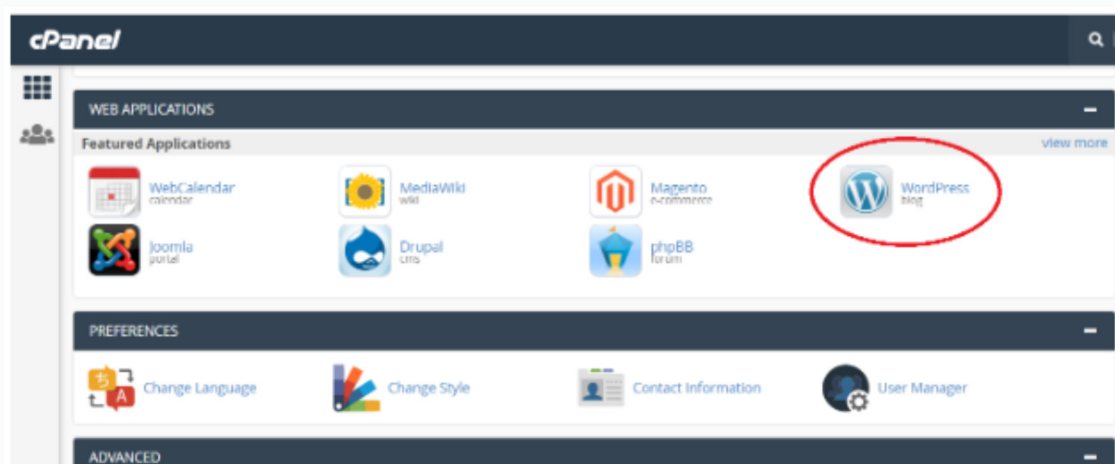 cPanel
WEB APPLICATIONS
Featured Applications
view more
WebCalendar
calendar
MediaWiki
wiki
Magento
e-commerce
WordPress
blog
Joomla
portal
Drupal
cms
phpBB
forum
PREFERENCES
ち
A
Change Language
Change Style
Contact Information
User Manager
ADVANCED